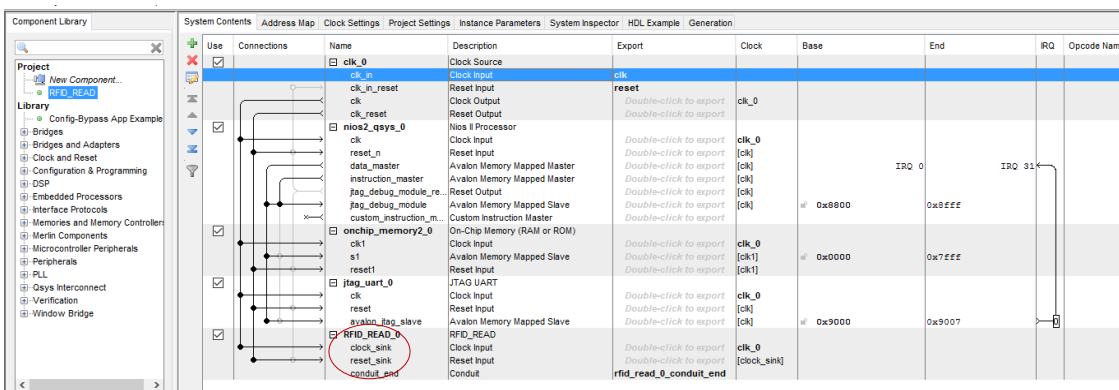 Component Library
System Contents Address Map Clock Settings Project Settings Instance Parameters System Inspector HDL Example Generation
Project
New Component...
RFID_READ
Library
Config-Bypass App Example
Bridges
Bridges and Adapters
Clock and Reset
Configuration & Programming
DSP
Embedded Processors
Interface Protocols
Memories and Memory Controllers
Merlin Components
Microcontroller Peripherals
Peripherals
PLL
Qsys Interconnect
Verification
Window Bridge
Use Connections Name Description Export Clock Base End IRQ Opcode Nam
clk_0 Clock Source
clk_in Clock Input clk
clk_in_reset Reset Input reset
clk Clock Output Double-click to export clk_0
clk_reset Reset Output Double-click to export
nios2_qsys_0 Nios II Processor
clk Clock Input Double-click to export clk_0
reset_n Reset Input Double-click to export [clk]
data_master Avalon Memory Mapped Master Double-click to export [clk] IRQ 0 IRQ 31
instruction_master Avalon Memory Mapped Master Double-click to export [clk]
jtag_debug_module_re... Reset Output Double-click to export [clk]
jtag_debug_module Avalon Memory Mapped Slave Double-click to export [clk] 0x8800 0x8fff
custom_instruction_m... Custom Instruction Master Double-click to export
onchip_memory2_0 On-Chip Memory (RAM or ROM)
clk1 Clock Input Double-click to export clk_0
s1 Avalon Memory Mapped Slave Double-click to export [clk1] 0x0000 0x7fff
reset1 Reset Input Double-click to export [clk1]
jtag_uart_0 JTAG UART
clk Clock Input Double-click to export clk_0
reset Reset Input Double-click to export [clk]
avalon_jtag_slave Avalon Memory Mapped Slave Double-click to export [clk] 0x9000 0x9007 0
RFID_READ_0 RFID_READ
clock_sink Clock Input Double-click to export clk_0
reset_sink Reset Input Double-click to export [clock_sink]
conduit_end Conduit rfid_read_0_conduit_end